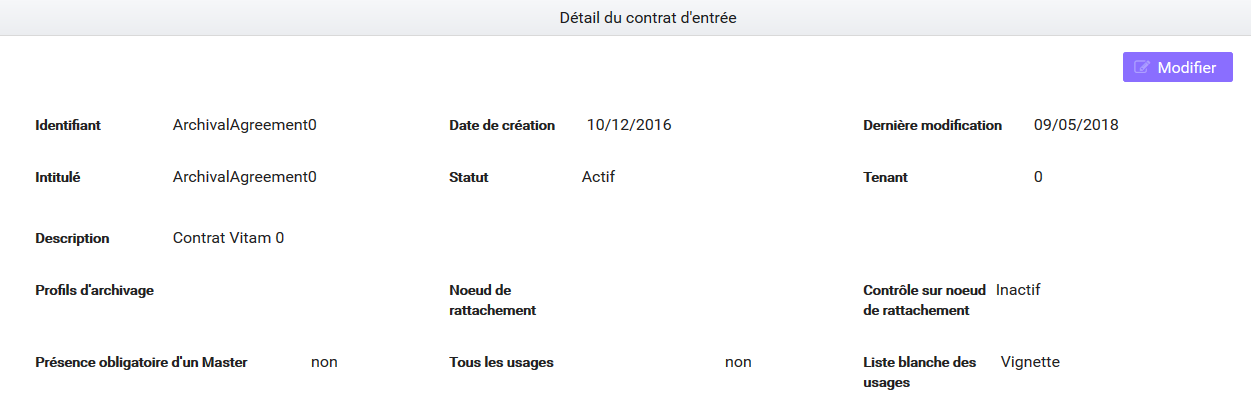 Détail du contrat d'entrée
Modifier
Identifiant ArchivalAgreement0 Date de création 10/12/2016 Dernière modification 09/05/2018
Intitulé ArchivalAgreement0 Statut Actif Tenant 0
Description Contrat Vitam 0
Profils d'archivage Noeud de Contrôle sur noeud Inactif
rattachement de rattachement
Présence obligatoire d'un Master non Tous les usages non Liste blanche des Vignette
usages